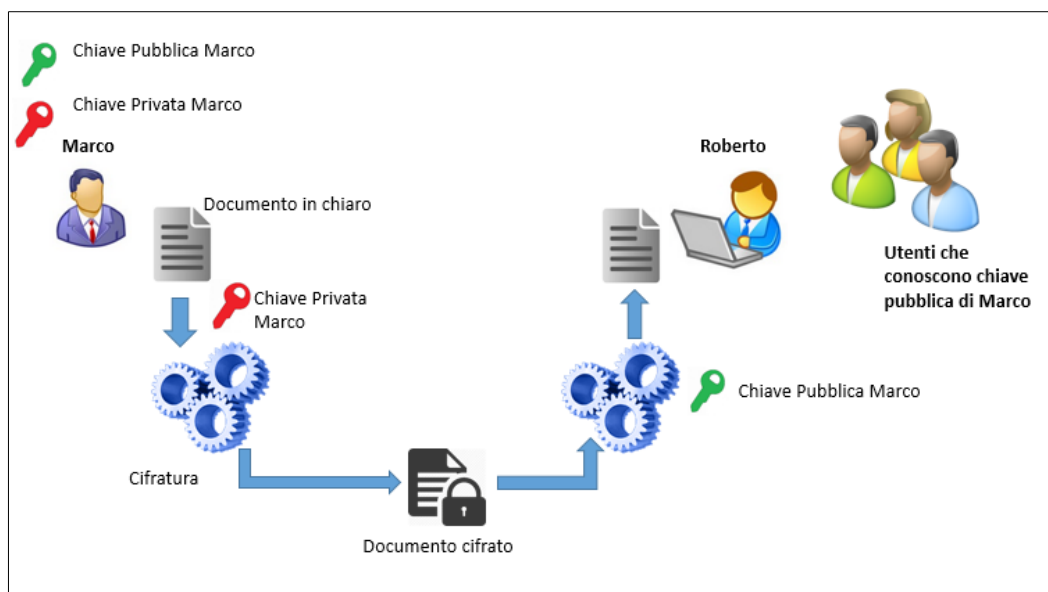 Chiave Pubblica Marco
Chiave Privata Marco
Marco
Documento in chiaro
Chiave Privata
Marco
Cifratura
Documento cifrato
Roberto
Utenti che
conoscono chiave
pubblica di Marco
Chiave Pubblica Marco